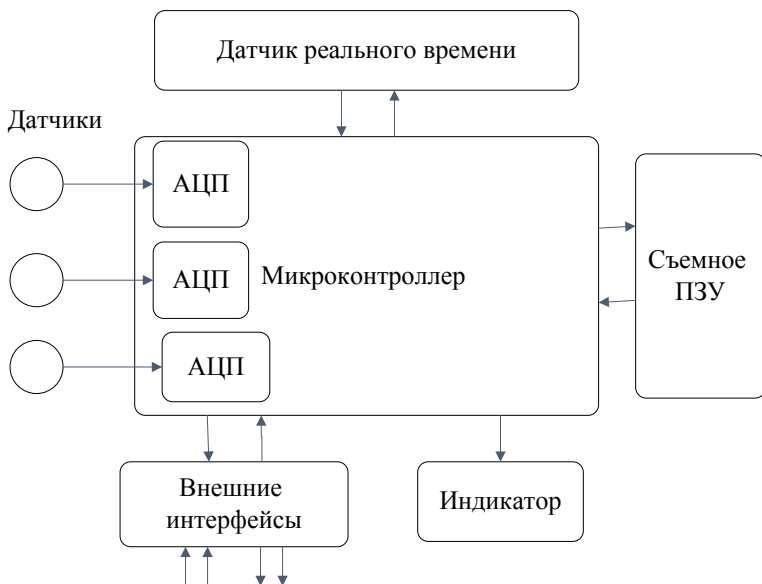 Датчик реального времени
Датчики
АЦП
АЦП
Микроконтроллер
АЦП
Съемное
ПЗУ
Внешние
интерфейсы
Индикатор